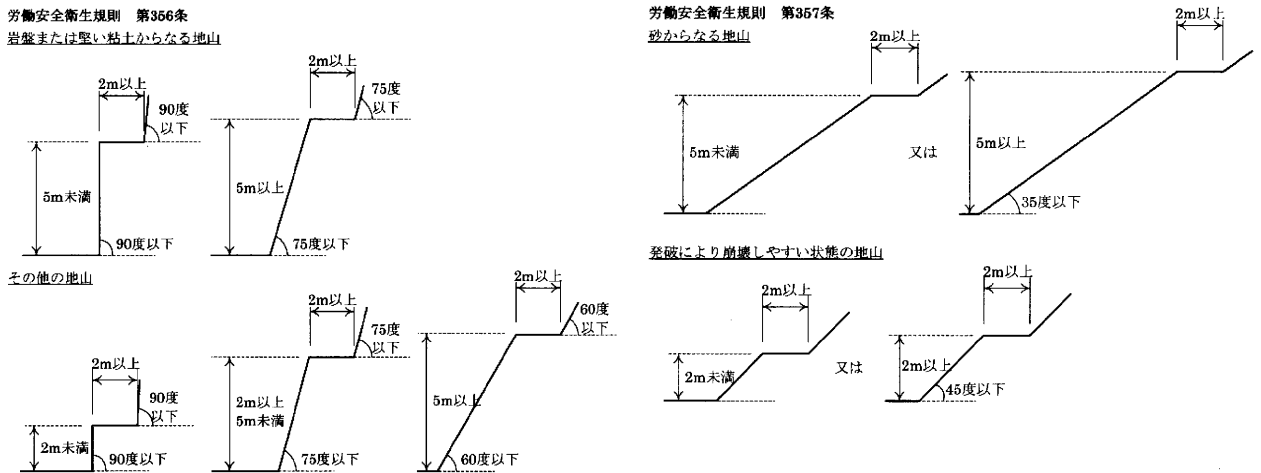 労働安全衛生規則　第356条
岩盤または堅い粘土からなる地山
2m以上
90度
以下
5m未満
90度以下
2m以上
75度
以下
5m以上
75度以下
その他の地山
2m以上
90度
以下
2m未満
90度以下
2m以上
75度
以下
2m以上
5m未満
75度以下
2m以上
60度
以下
5m以上
60度以下
労働安全衛生規則　第357条
砂からなる地山
2m以上
5m未満
又は
2m以上
5m以上
35度以下
発破により崩壊しやすい状態の地山
2m以上
2m未満
又は
2m以上
2m以上
45度以下